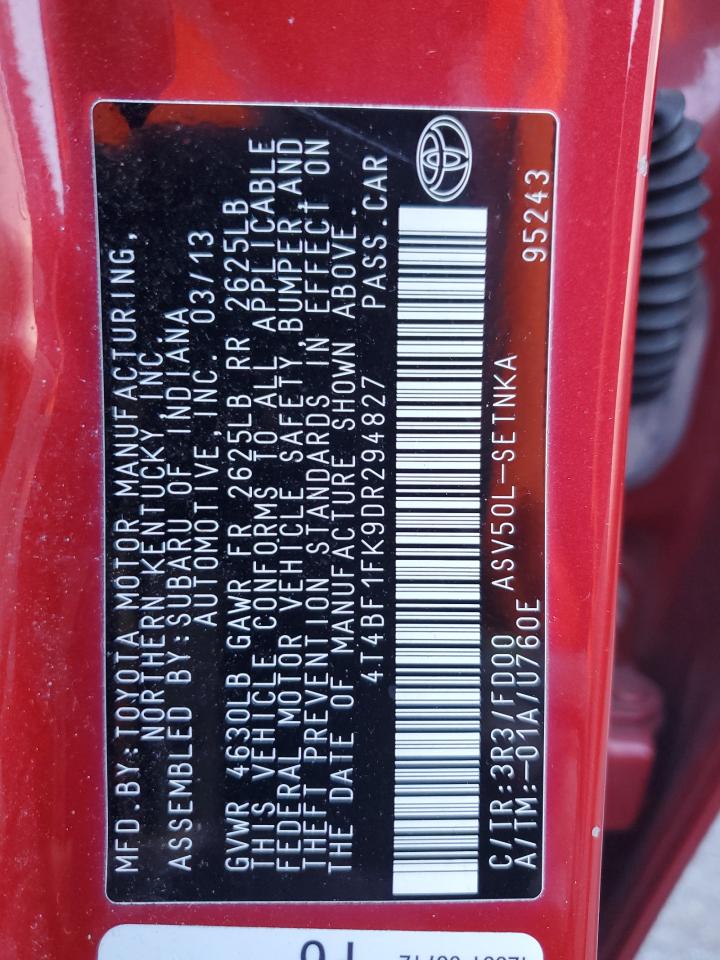 MFD.BY:TOYOTA MOTOR MANUFACTURING,
NORTHERN KENTUCKY INC.
ASSEMBLED BY:SUBARU OF INDIANA
AUTOMOTIVE,INC. 03/13
GVWR 4630LB GAWR FR 2625LB RR 2625LB
THIS VEHICLE CONFORMS TO ALL APPLICABLE
FEDERAL MOTOR VEHICLE SAFETY,BUMPER,AND
THEFT PREVENTION STANDARDS IN EFFECT ON
THE DATE OF MANUFACTURE SHOWN ABOVE.
4T4BF1FK9DR294827 PASS.CAR
C/TR:3R3/FD00 ASV50L-SETNKA
A/TM:-01A/U760E 95243